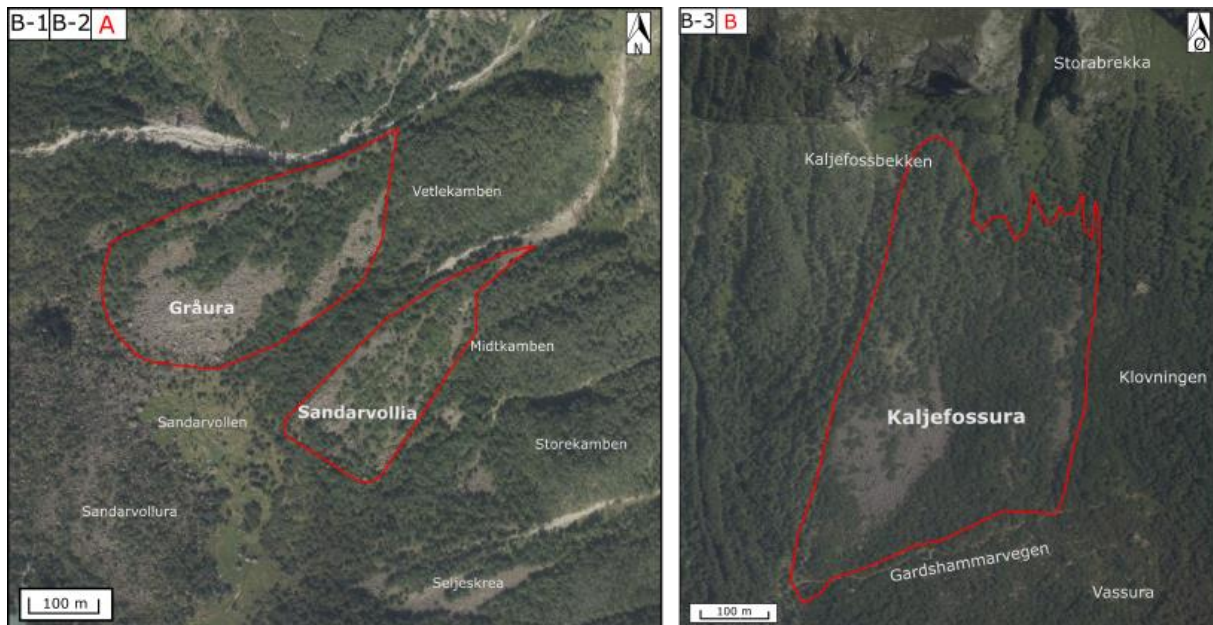 B-1 B-2 A
N
Vetlekamben
Gråura
Midtkamben
Sandarvollia
Sandarvollen
Storekamben
Sandarvollura
Seljeskrea
100 m
B-3 B
Ø
Storabrekka
Kaljefossbekken
Klovningen
Kaljefossura
Gardshammarvegen
Vassura
100 m